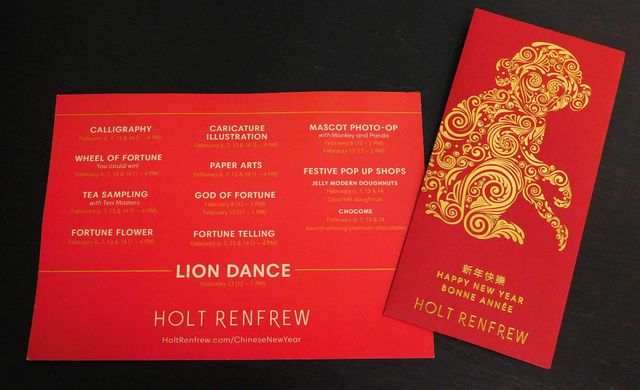 CALLIGRAPHY
February 6, 7, 13 & 14 (1 – 4 PM)
WHEEL OF FORTUNE
You could win!
February 6, 7, 13 & 14 (1 – 4 PM)
TEA SAMPLING
with Tea Masters
February 6, 7, 13 & 14 (1 – 4 PM)
FORTUNE FLOWER
February 6, 7, 13 & 14 (1 – 4 PM)
CARICATURE
ILLUSTRATION
February 6, 7, 13 & 14 (1 – 4 PM)
PAPER ARTS
February 6, 7, 13 & 14 (1 – 4 PM)
GOD OF FORTUNE
February 8 (12 – 2 PM)
February 13 (12 – 1 PM)
FORTUNE TELLING
February 6, 7, 13 & 14 (1 – 4 PM)
MASCOT PHOTO-OP
with Monkey and Panda
February 8 (12 – 2 PM)
February 13 (12 – 2 PM)
FESTIVE POP UP SHOPS
JELLY MODERN DOUGHNUTS
February 6, 7, 13 & 14
Gourmet doughnuts
CHOCOME
February 6, 7, 13 & 14
Award-winning premium chocolates
LION DANCE
February 13 (12 – 1 PM)
HOLT RENFREW
HoltRenfrew.com/ChineseNewYear
新年快樂
HAPPY NEW YEAR
BONNE ANNÉE
HOLT RENFREW